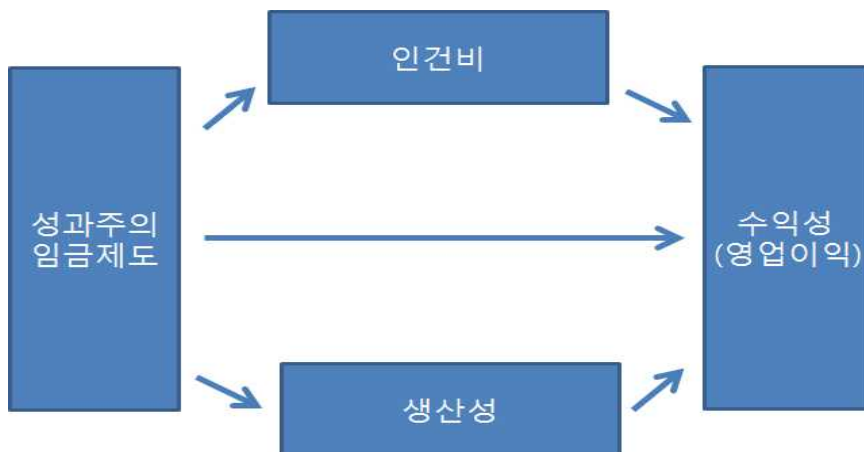 인건비
성과주의
임금제도
수익성
(영업이익)
생산성